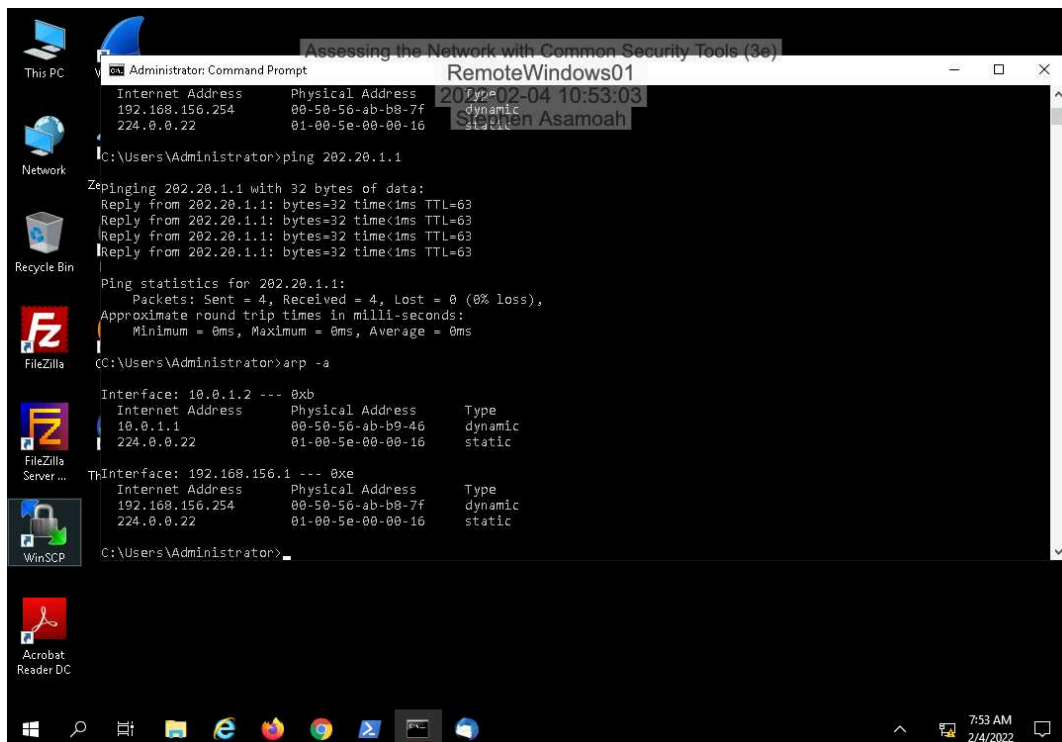 Assessing the Network with Common Security Tools (3e)
RemoteWindows01
2022-02-04 10:53:03
Stephen Asamoah
This PC
Network
Recycle Bin
FileZilla
FileZilla
Server ...
WinSCP
Acrobat
Reader DC
Administrator: Command Prompt
Internet Address Physical Address Type
192.168.156.254 00-50-56-ab-b8-7f dynamic
224.0.0.22 01-00-5e-00-00-16 static
C:\Users\Administrator>ping 202.20.1.1
Pinging 202.20.1.1 with 32 bytes of data:
Reply from 202.20.1.1: bytes=32 time<1ms TTL=63
Reply from 202.20.1.1: bytes=32 time<1ms TTL=63
Reply from 202.20.1.1: bytes=32 time<1ms TTL=63
Reply from 202.20.1.1: bytes=32 time<1ms TTL=63
Ping statistics for 202.20.1.1:
Packets: Sent = 4, Received = 4, Lost = 0 (0% loss),
Approximate round trip times in milli-seconds:
Minimum = 0ms, Maximum = 0ms, Average = 0ms
C:\Users\Administrator>arp -a
Interface: 10.0.1.2 --- 0xb
Internet Address Physical Address Type
10.0.1.1 00-50-56-ab-b9-46 dynamic
224.0.0.22 01-00-5e-00-00-16 static
Interface: 192.168.156.1 --- 0xe
Internet Address Physical Address Type
192.168.156.254 00-50-56-ab-b8-7f dynamic
224.0.0.22 01-00-5e-00-00-16 static
C:\Users\Administrator>
7:53 AM
2/4/2022